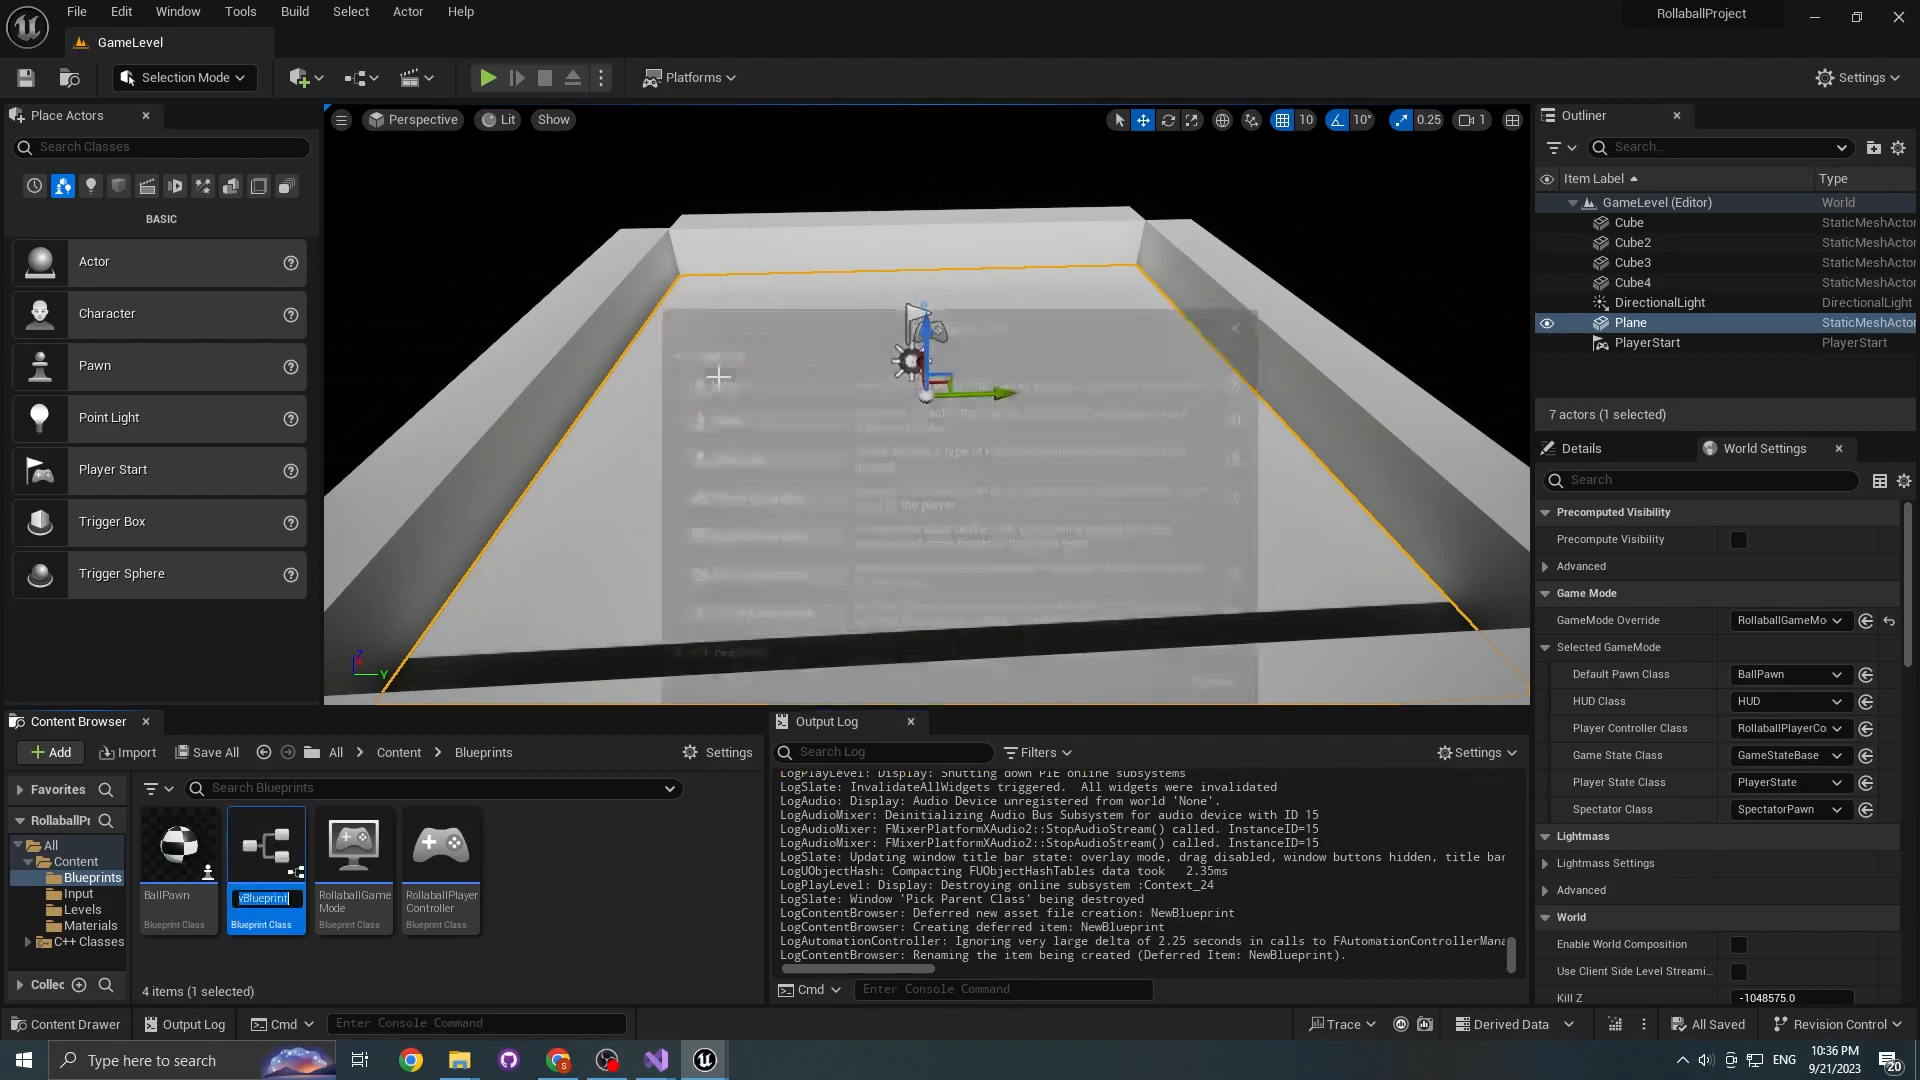 File Edit Window Tools Build Select Actor Help
RollaballProject
GameLevel
Selection Mode
Platforms
Settings
Place Actors
Search Classes
BASIC
Actor
Character
Pawn
Point Light
Player Start
Trigger Box
Trigger Sphere
Perspective Lit Show
10 10° 0.25 1
the player
Z
Y
Outliner
Search...
Item Label Type
GameLevel (Editor) World
Cube StaticMeshActor
Cube2 StaticMeshActor
Cube3 StaticMeshActor
Cube4 StaticMeshActor
DirectionalLight DirectionalLight
Plane StaticMeshActor
PlayerStart PlayerStart
7 actors (1 selected)
Details World Settings
Search
Precomputed Visibility
Precompute Visibility
Advanced
Game Mode
GameMode Override RollaballGameMo
Selected GameMode
Default Pawn Class BallPawn
HUD Class HUD
Player Controller Class RollaballPlayerCo
Game State Class GameStateBase
Player State Class PlayerState
Spectator Class SpectatorPawn
Lightmass
Lightmass Settings
Advanced
World
Enable World Composition
Use Client Side Level Streami...
Kill Z -1048575.0
Content Browser
Add Import Save All All > Content > Blueprints Settings
Favorites
RollaballPr
All
Content
Blueprints
Input
Levels
Materials
C++ Classes
Collec
Search Blueprints
BallPawn
Blueprint Class
vBlueprint
Blueprint Class
RollaballGame
Mode
Blueprint Class
RollaballPlayer
Controller
Blueprint Class
4 items (1 selected)
Output Log
Search Log Filters Settings
LogPlayLevel: Display: Shutting down PIE online subsystems
LogSlate: InvalidateAllWidgets triggered.  All widgets were invalidated
LogAudio: Display: Audio Device unregistered from world 'None'.
LogAudioMixer: Deinitializing Audio Bus Subsystem for audio device with ID 15
LogAudioMixer: FMixerPlatformXAudio2::StopAudioStream() called. InstanceID=15
LogAudioMixer: FMixerPlatformXAudio2::StopAudioStream() called. InstanceID=15
LogSlate: Updating window title bar state: overlay mode, drag disabled, window buttons hidden, title bar
LogUObjectHash: Compacting FUObjectHashTables data took   2.35ms
LogPlayLevel: Display: Destroying online subsystem :Context_24
LogSlate: Window 'Pick Parent Class' being destroyed
LogContentBrowser: Deferred new asset file creation: NewBlueprint
LogContentBrowser: Creating deferred item: NewBlueprint
LogAutomationController: Ignoring very large delta of 2.25 seconds in calls to FAutomationControllerMana
LogContentBrowser: Renaming the item being created (Deferred Item: NewBlueprint).
Cmd Enter Console Command
Content Drawer Output Log Cmd Enter Console Command
Trace Derived Data All Saved Revision Control
Type here to search
S
ENG
10:36 PM
9/21/2023
20